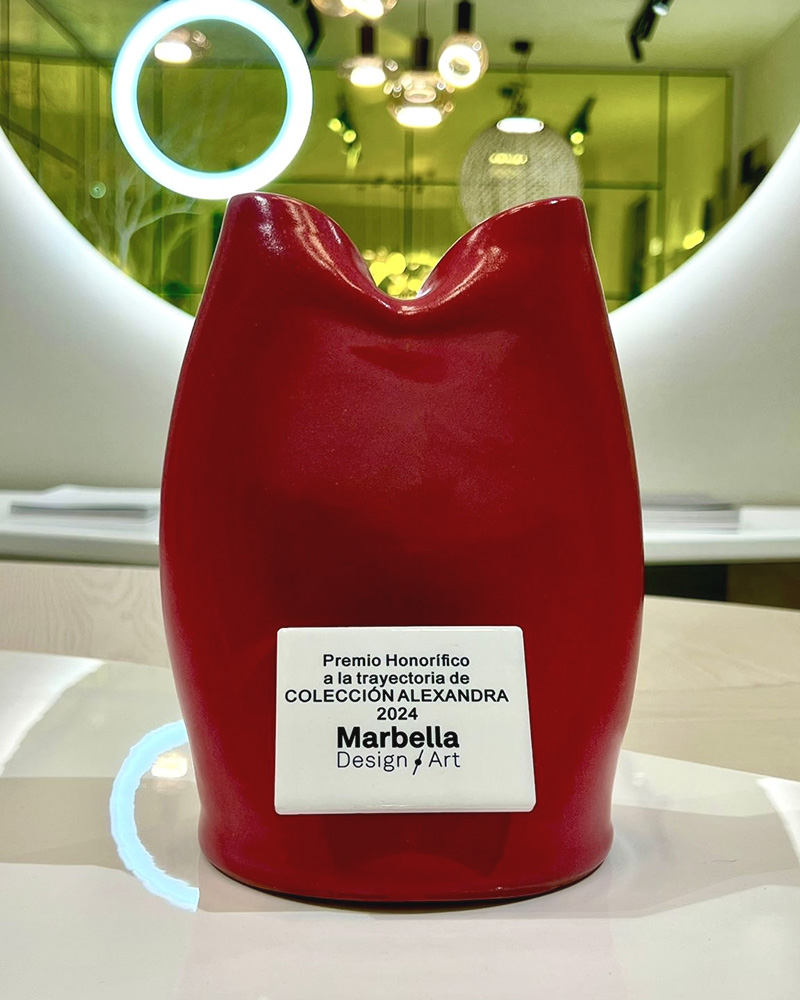 Premio Honorífico
a la trayectoria de
COLECCIÓN ALEXANDRA
2024
Marbella
Design Art